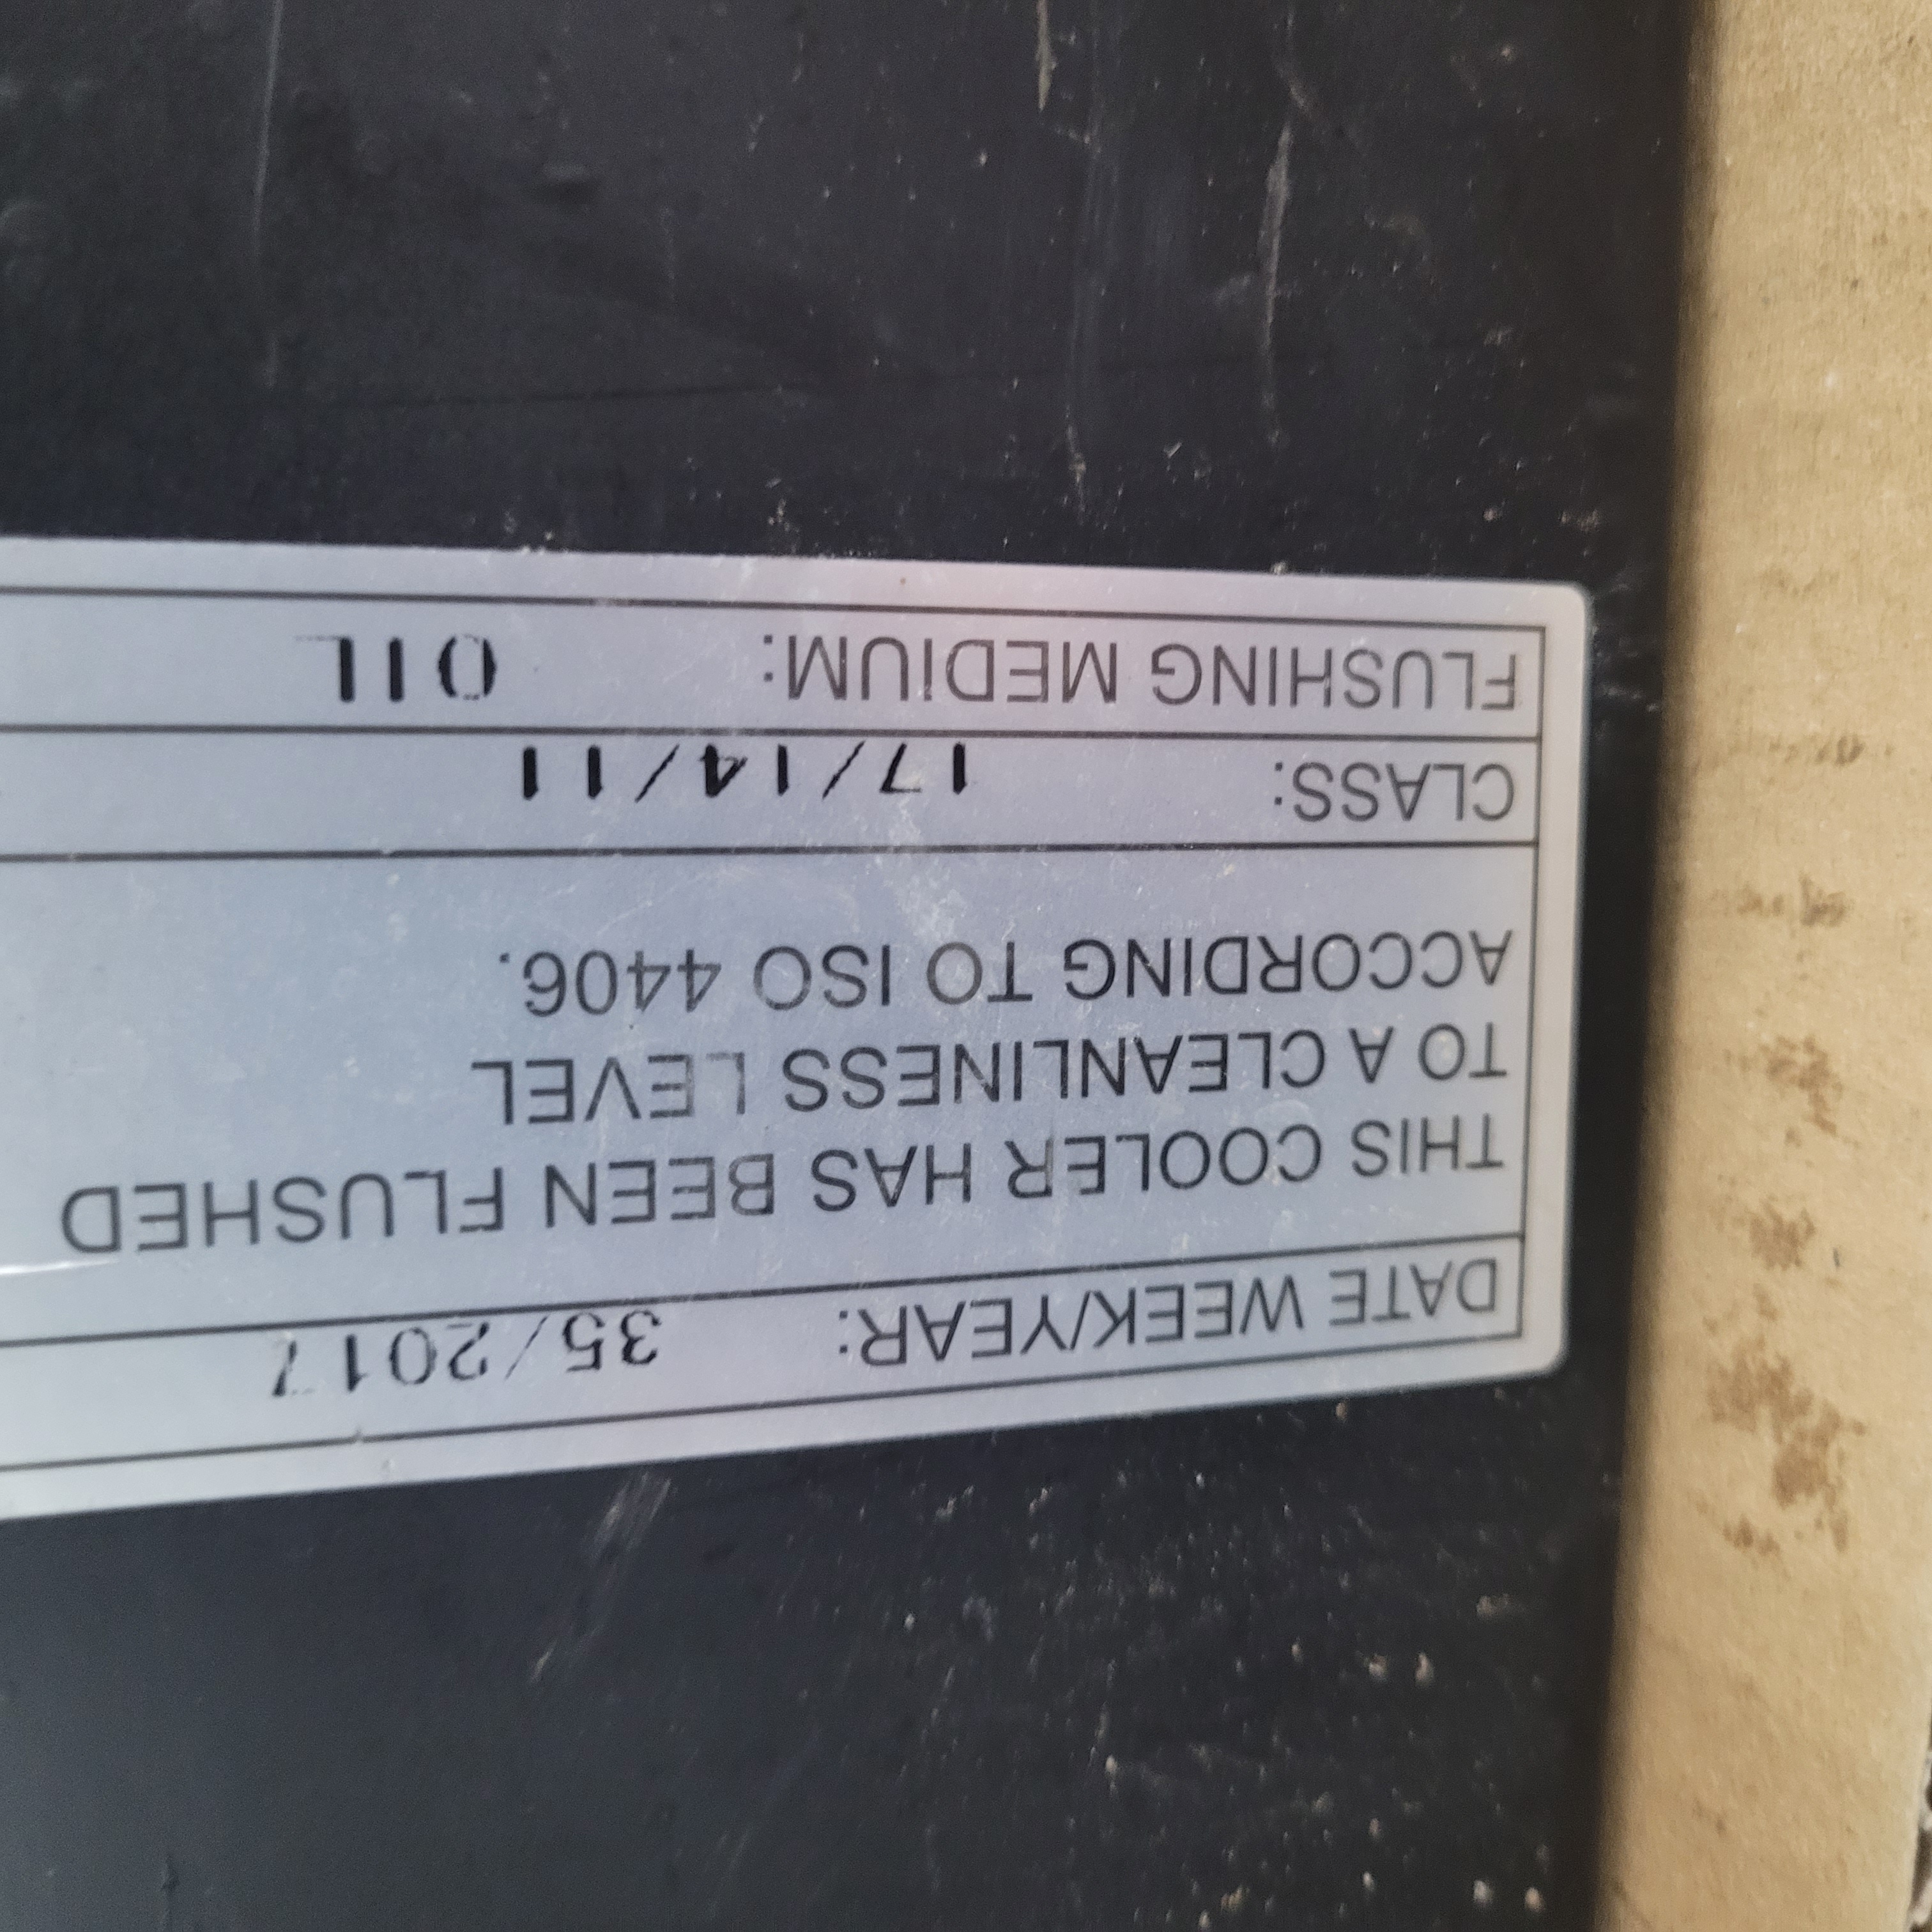 DATE WEEK/YEAR: 35/2017
THIS COOLER HAS BEEN FLUSHED
TO A CLEANLINESS LEVEL
ACCORDING TO ISO 4406.
CLASS: 17/14/11
FLUSHING MEDIUM: OIL